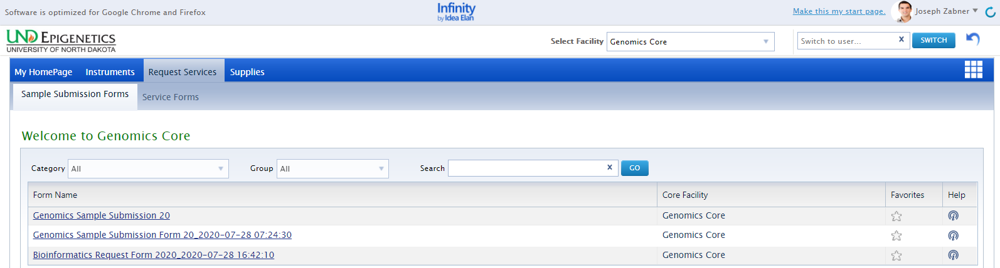 Software is optimized for Google Chrome and Firefox
Infinity
by Idea Elan
Make this my start page.
Joseph Zabner
UND EPIGENETICS
UNIVERSITY OF NORTH DAKOTA
Select Facility Genomics Core
Switch to user... x SWITCH
My HomePage Instruments Request Services Supplies
Sample Submission Forms Service Forms
Welcome to Genomics Core
Category All Group All Search x GO
Form Name Core Facility Favorites Help
Genomics Sample Submission 20 Genomics Core
Genomics Sample Submission Form 20_2020-07-28 07:24:30 Genomics Core
Bioinformatics Request Form 2020_2020-07-28 16:42:10 Genomics Core